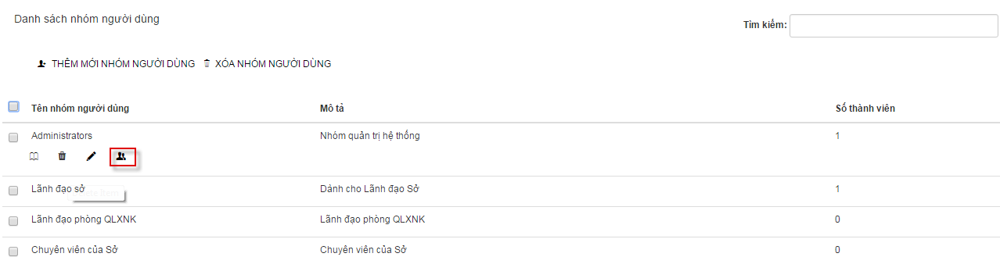 Danh sách nhóm người dùng
Tìm kiếm:
THÊM MỚI NHÓM NGƯỜI DÙNG XÓA NHÓM NGƯỜI DÙNG
Tên nhóm người dùng Mô tả Số thành viên
Administrators Nhóm quản trị hệ thống 1
Lãnh đạo sở Dành cho Lãnh đạo Sở 1
Lãnh đạo phòng QLXNK Lãnh đạo phòng QLXNK 0
Chuyên viên của Sở Chuyên viên của Sở 0